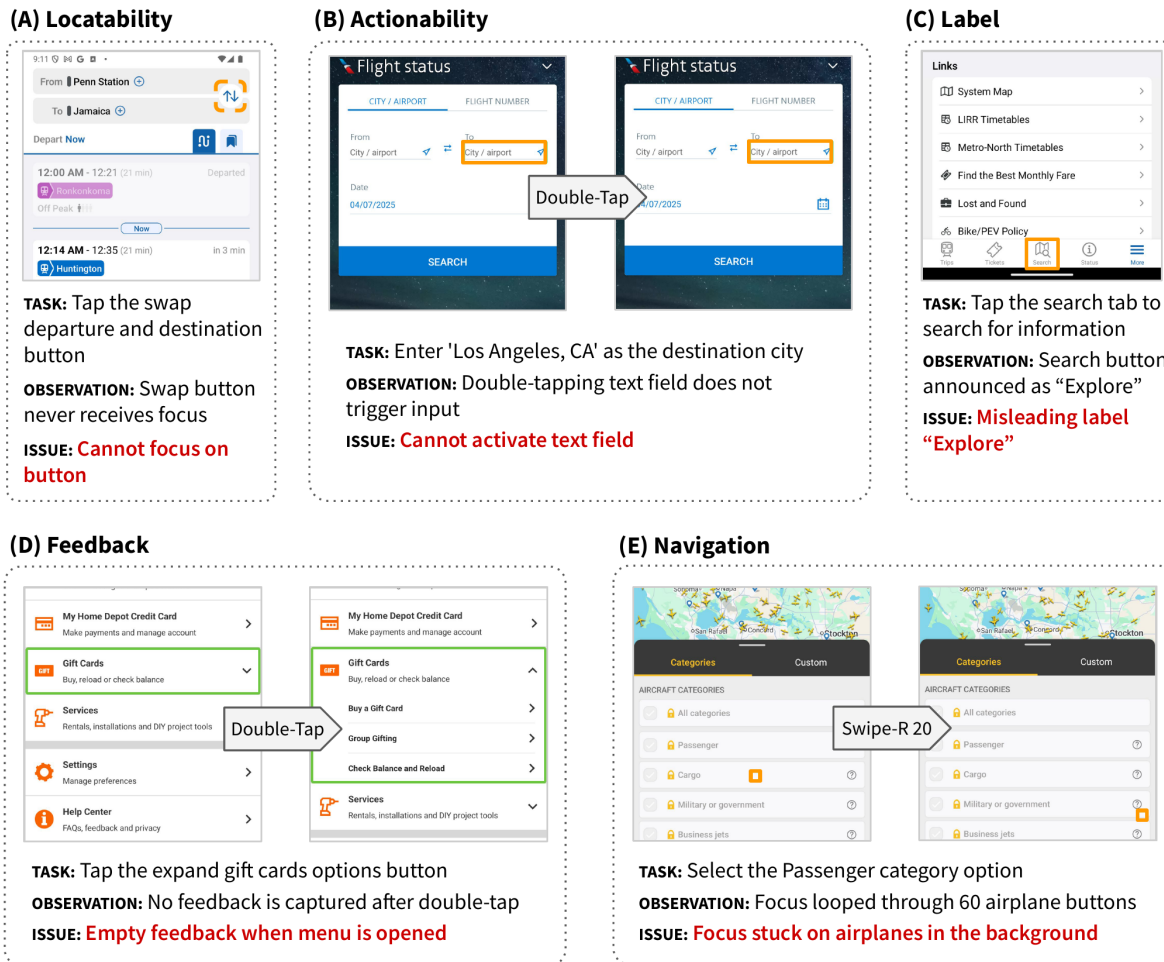 (A) Locatability
9:11
From Penn Station
To Jamaica
Depart Now
12:00 AM - 12:21 (21 min) Departed
Ronkonkoma
Off Peak
Now
12:14 AM - 12:35 (21 min) in 3 min
Huntington
TASK: Tap the swap
departure and destination
button
OBSERVATION: Swap button
never receives focus
ISSUE: Cannot focus on
button
(B) Actionability
Flight status
CITY / AIRPORT FLIGHT NUMBER
From To
City / airport City / airport
Date
04/07/2025
SEARCH
Double-Tap
Flight status
CITY / AIRPORT FLIGHT NUMBER
From To
City / airport City / airport
Date
4/07/2025
SEARCH
TASK: Enter 'Los Angeles, CA' as the destination city
OBSERVATION: Double-tapping text field does not
trigger input
ISSUE: Cannot activate text field
(C) Label
Links
System Map
LIRR Timetables
Metro-North Timetables
Find the Best Monthly Fare
Lost and Found
Bike/PEV Policy
Trips Tickets Search Status More
TASK: Tap the search tab to
search for information
OBSERVATION: Search button
announced as “Explore”
ISSUE: Misleading label
“Explore”
(D) Feedback
My Home Depot Credit Card
Make payments and manage account
GIFT Gift Cards
Buy, reload or check balance
Services
Rentals, installations and DIY project tools
Settings
Manage preferences
Help Center
FAQs, feedback and privacy
Double-Tap
My Home Depot Credit Card
Make payments and manage account
GIFT Gift Cards
Buy, reload or check balance
Buy a Gift Card
Group Gifting
Check Balance and Reload
Services
Rentals, installations and DIY project tools
TASK: Tap the expand gift cards options button
OBSERVATION: No feedback is captured after double-tap
ISSUE: Empty feedback when menu is opened
(E) Navigation
San Rafael Concord Stockton
Categories Custom
AIRCRAFT CATEGORIES
All categories
Passenger
Cargo
Military or government
Business jets
Swipe-R 20
San Rafael Concord Stockton
Categories Custom
AIRCRAFT CATEGORIES
All categories
Passenger
Cargo
Military or government
Business jets
TASK: Select the Passenger category option
OBSERVATION: Focus looped through 60 airplane buttons
ISSUE: Focus stuck on airplanes in the background